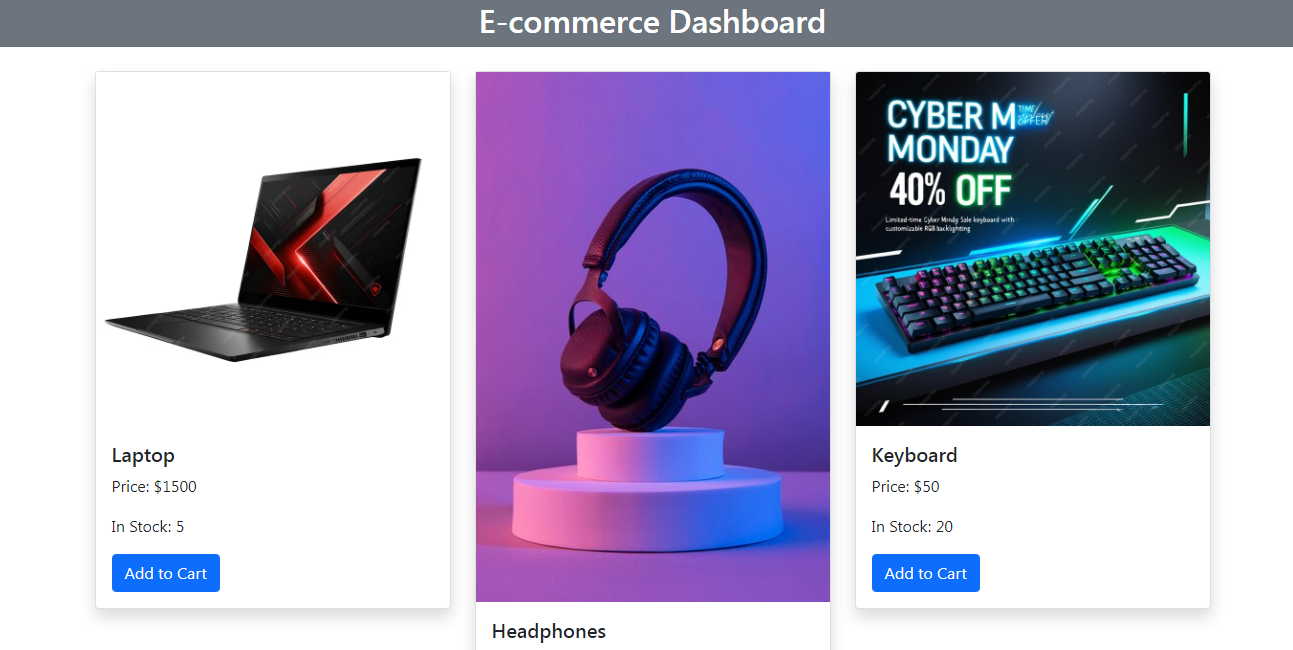 E-commerce Dashboard
Laptop
Price: $1500
In Stock: 5
Add to Cart
Headphones
CYBER M
TIME
OFFER
MONDAY
40% OFF
Limited-time Cyber Mndy Sale keyboard with
customizable RGB backlighting
Keyboard
Price: $50
In Stock: 20
Add to Cart